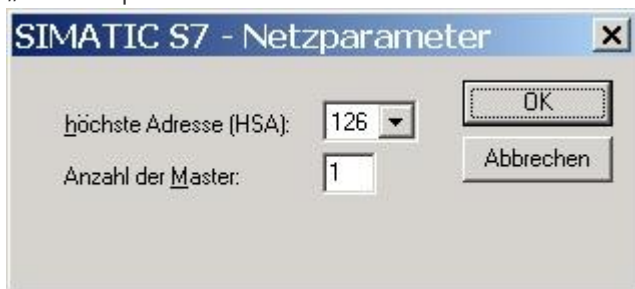 SIMATIC S7 - Netzparameter
höchste Adresse (HSA):
126
OK
Anzahl der Master:
1
Abbrechen